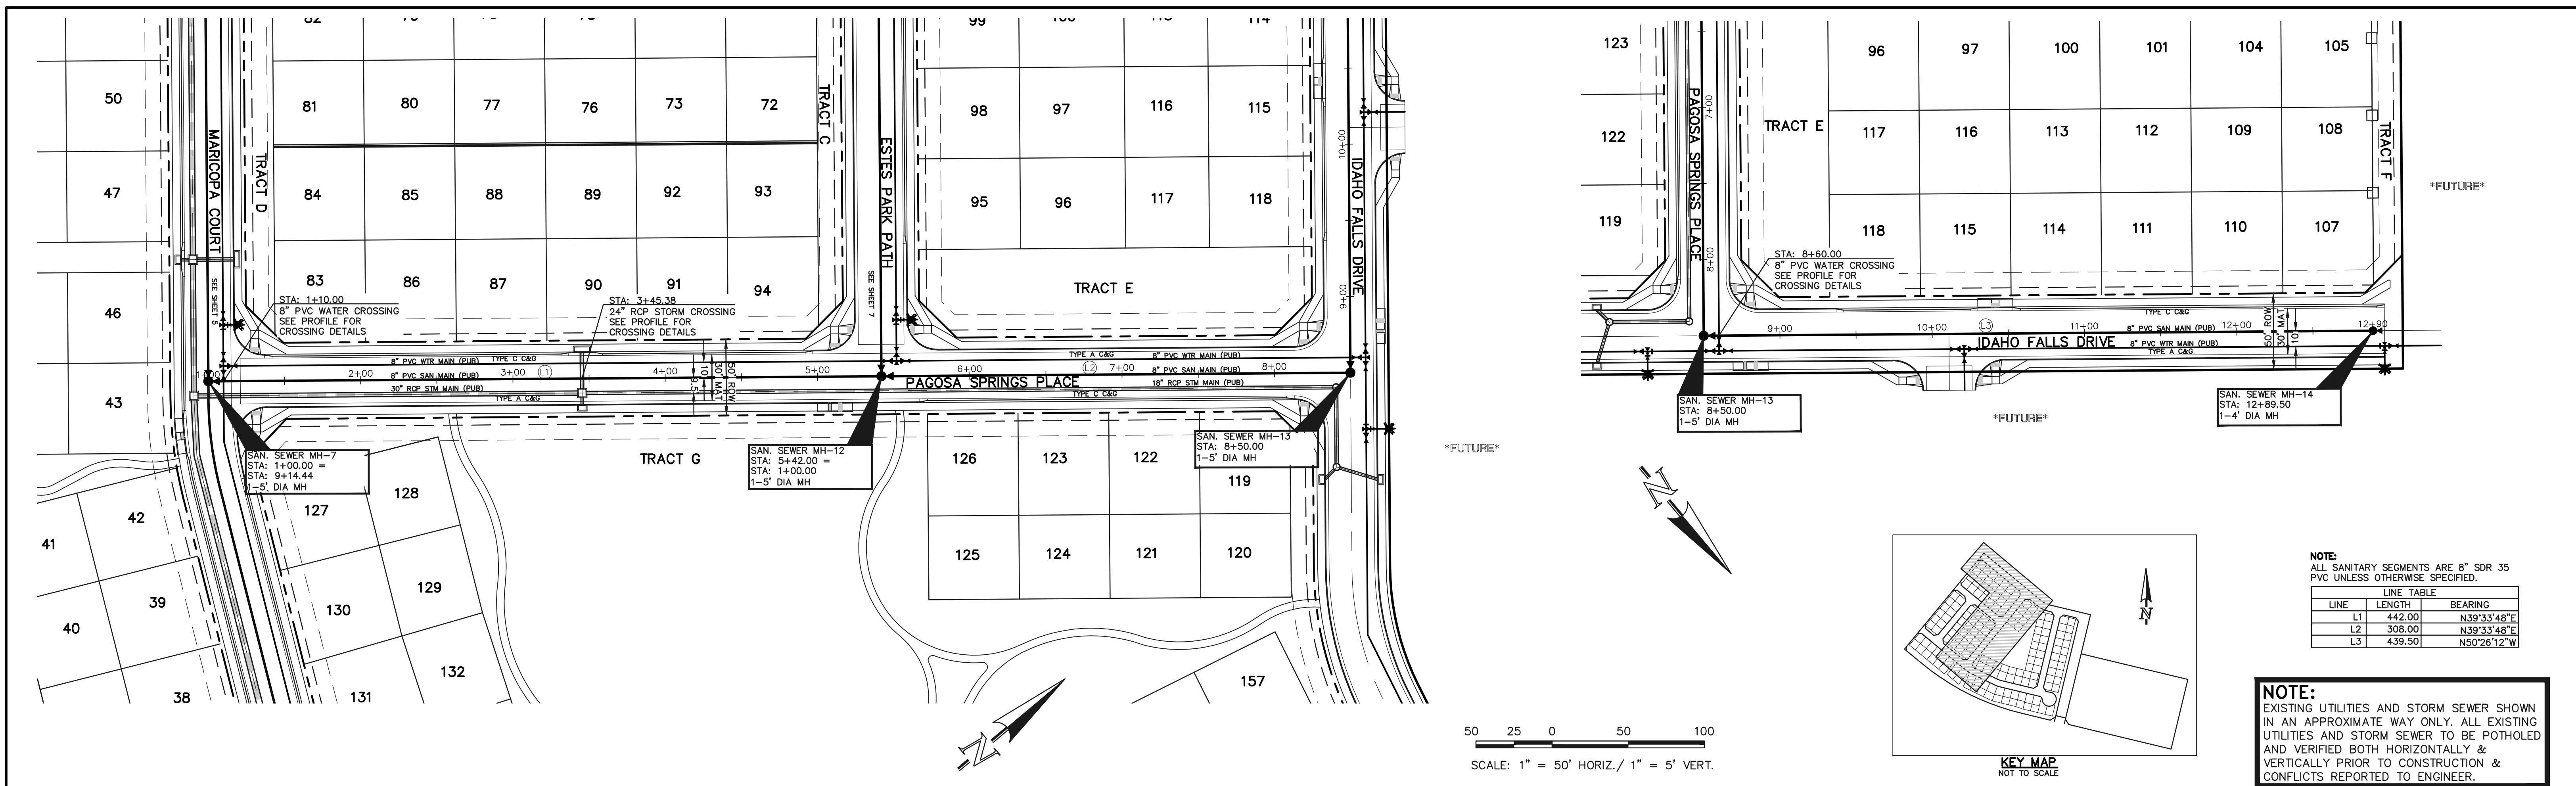 82
79
78
99
100
113
114
50
81
80
77
76
73
72
TRACT C
98
97
116
115
MARICOPA COURT
TRACT D
ESTES PARK PATH
IDAHO FALLS DRIVE
10+00
9+00
47
84
85
88
89
92
93
95
96
117
118
46
83
86
87
90
91
94
TRACT E
SEE SHEET 5
SEE SHEET 7
STA: 1+10.00
8" PVC WATER CROSSING
SEE PROFILE FOR
CROSSING DETAILS
STA: 3+45.38
24" RCP STORM CROSSING
SEE PROFILE FOR
CROSSING DETAILS
8" PVC WTR MAIN (PUB)
TYPE C C&G
TYPE A C&G
8" PVC WTR MAIN (PUB)
1+00
2+00
3+00
L1
4+00
5+00
6+00
L2
7+00
8+00
8" PVC SAN MAIN (PUB)
8" PVC SAN MAIN (PUB)
PAGOSA SPRINGS PLACE
30" RCP STM MAIN (PUB)
18" RCP STM MAIN (PUB)
TYPE A C&G
TYPE C C&G
9.5'
10'
30' MAT
50' ROW
43
SAN. SEWER MH-7
STA: 1+00.00 =
STA: 9+14.44
1-5' DIA MH
TRACT G
SAN. SEWER MH-12
STA: 5+42.00 =
STA: 1+00.00
1-5' DIA MH
SAN. SEWER MH-13
STA: 8+50.00
1-5' DIA MH
*FUTURE*
42
41
127
128
126
123
122
119
39
40
130
129
125
124
121
120
38
131
132
157
N
123
96
97
100
101
104
105
PAGOSA SPRINGS PLACE
7+00
8+00
TRACT E
122
117
116
113
112
109
108
TRACT F
*FUTURE*
119
118
115
114
111
110
107
STA: 8+60.00
8" PVC WATER CROSSING
SEE PROFILE FOR
CROSSING DETAILS
TYPE C C&G
9+00
10+00
L3
11+00
12+00
12+90
8" PVC SAN MAIN (PUB)
IDAHO FALLS DRIVE
8" PVC WTR MAIN (PUB)
TYPE A C&G
50' ROW
30' MAT
10'
SAN. SEWER MH-13
STA: 8+50.00
1-5' DIA MH
*FUTURE*
SAN. SEWER MH-14
STA: 12+89.50
1-4' DIA MH
N
N
KEY MAP
NOT TO SCALE
50 25 0 50 100
SCALE: 1" = 50' HORIZ./ 1" = 5' VERT.
NOTE:
ALL SANITARY SEGMENTS ARE 8" SDR 35
PVC UNLESS OTHERWISE SPECIFIED.
LINE TABLE
LINE LENGTH BEARING
L1 442.00 N39°33'48"E
L2 308.00 N39°33'48"E
L3 439.50 N50°26'12"W
NOTE:
EXISTING UTILITIES AND STORM SEWER SHOWN
IN AN APPROXIMATE WAY ONLY. ALL EXISTING
UTILITIES AND STORM SEWER TO BE POTHOLED
AND VERIFIED BOTH HORIZONTALLY &
VERTICALLY PRIOR TO CONSTRUCTION &
CONFLICTS REPORTED TO ENGINEER.